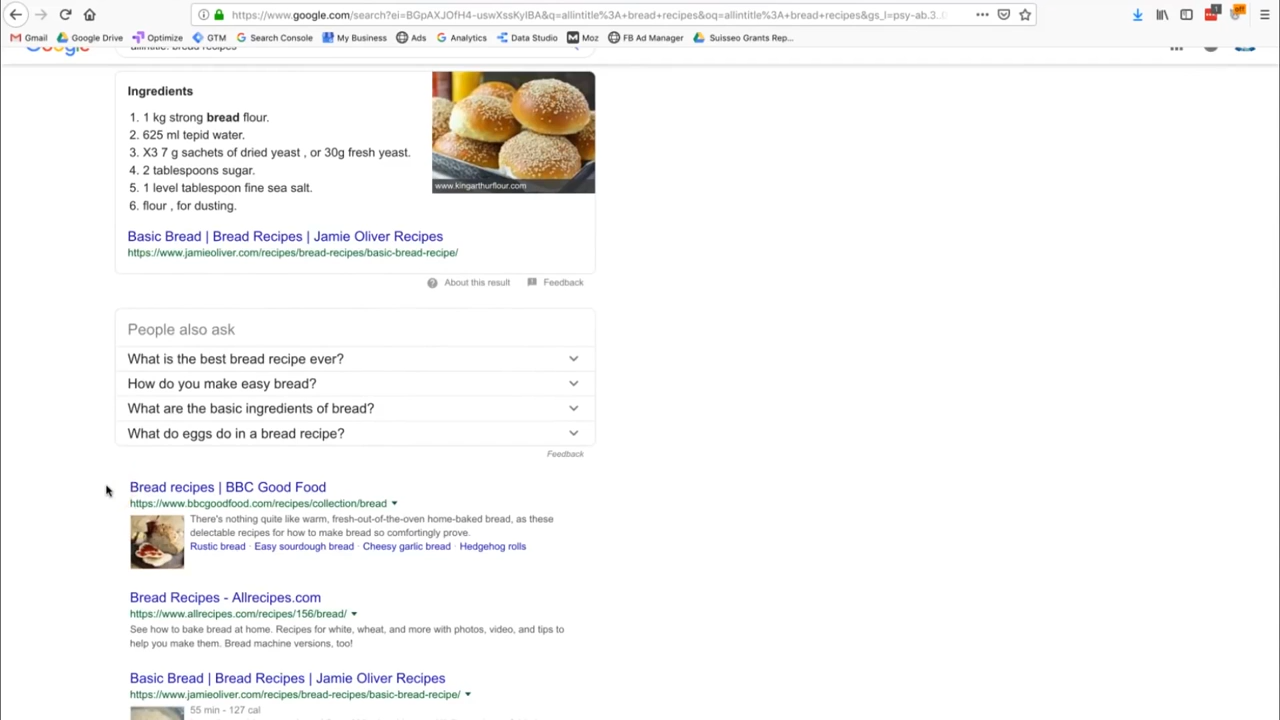 https://www.google.com/search?ei=BGpAXJOfH4-uswXssKyIBA&q=allintitle%3A+bread+recipes&oq=allintitle%3A+bread+recipes&gs_l=psy-ab.3..
1
off
Gmail Google Drive Optimize GTM Search Console My Business Ads Analytics Data Studio Moz FB Ad Manager Suisseo Grants Rep...
Ingredients
1. 1 kg strong bread flour.
2. 625 ml tepid water.
3. X3 7 g sachets of dried yeast , or 30g fresh yeast.
4. 2 tablespoons sugar.
5. 1 level tablespoon fine sea salt.
6. flour , for dusting.
www.kingarthurflour.com
Basic Bread | Bread Recipes | Jamie Oliver Recipes
https://www.jamieoliver.com/recipes/bread-recipes/basic-bread-recipe/
About this result Feedback
People also ask
What is the best bread recipe ever?
How do you make easy bread?
What are the basic ingredients of bread?
What do eggs do in a bread recipe?
Feedback
Bread recipes | BBC Good Food
https://www.bbcgoodfood.com/recipes/collection/bread
There's nothing quite like warm, fresh-out-of-the-oven home-baked bread, as these
delectable recipes for how to make bread so comfortingly prove.
Rustic bread · Easy sourdough bread · Cheesy garlic bread · Hedgehog rolls
Bread Recipes - Allrecipes.com
https://www.allrecipes.com/recipes/156/bread/
See how to bake bread at home. Recipes for white, wheat, and more with photos, video, and tips to
help you make them. Bread machine versions, too!
Basic Bread | Bread Recipes | Jamie Oliver Recipes
https://www.jamieoliver.com/recipes/bread-recipes/basic-bread-recipe/
55 min - 127 cal